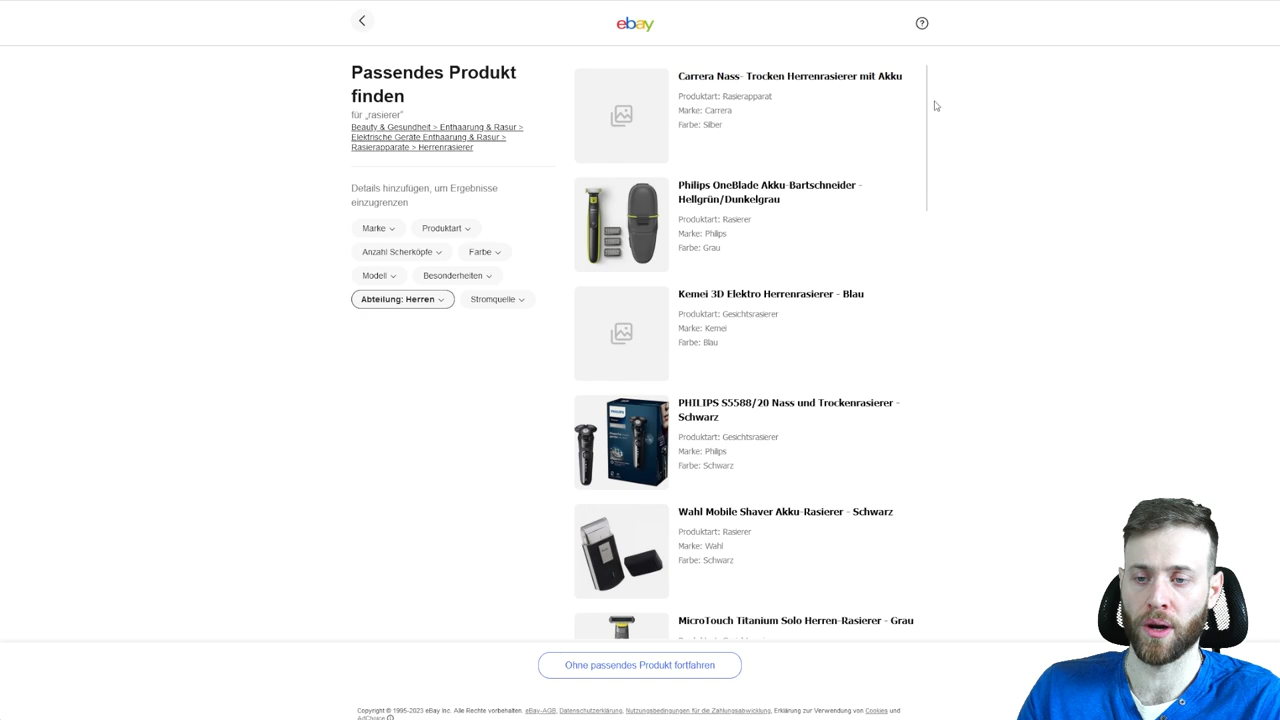 ebay
Passendes Produkt
finden
für „rasierer"
Beauty & Gesundheit > Enthaarung & Rasur >
Elektrische Geräte Enthaarung & Rasur >
Rasierapparate > Herrenrasierer
Details hinzufügen, um Ergebnisse
einzugrenzen
Marke
Produktart
Anzahl Scherköpfe
Farbe
Modell
Besonderheiten
Abteilung: Herren
Stromquelle
Carrera Nass- Trocken Herrenrasierer mit Akku
Produktart: Rasierapparat
Marke: Carrera
Farbe: Silber
Philips OneBlade Akku-Bartschneider -
Hellgrün/Dunkelgrau
Produktart: Rasierer
Marke: Philips
Farbe: Grau
Kemei 3D Elektro Herrenrasierer - Blau
Produktart: Gesichtsrasierer
Marke: Kemei
Farbe: Blau
PHILIPS S5588/20 Nass und Trockenrasierer -
Schwarz
Produktart: Gesichtsrasierer
Marke: Philips
Farbe: Schwarz
Wahl Mobile Shaver Akku-Rasierer - Schwarz
Produktart: Rasierer
Marke: Wahl
Farbe: Schwarz
MicroTouch Titanium Solo Herren-Rasierer - Grau
Ohne passendes Produkt fortfahren
Copyright © 1995-2023 eBay Inc. Alle Rechte vorbehalten. eBay-AGB, Datenschutzerklärung, Nutzungsbedingungen für die Zahlungsabwicklung, Erklärung zur Verwendung von Cookies und
AdChoice